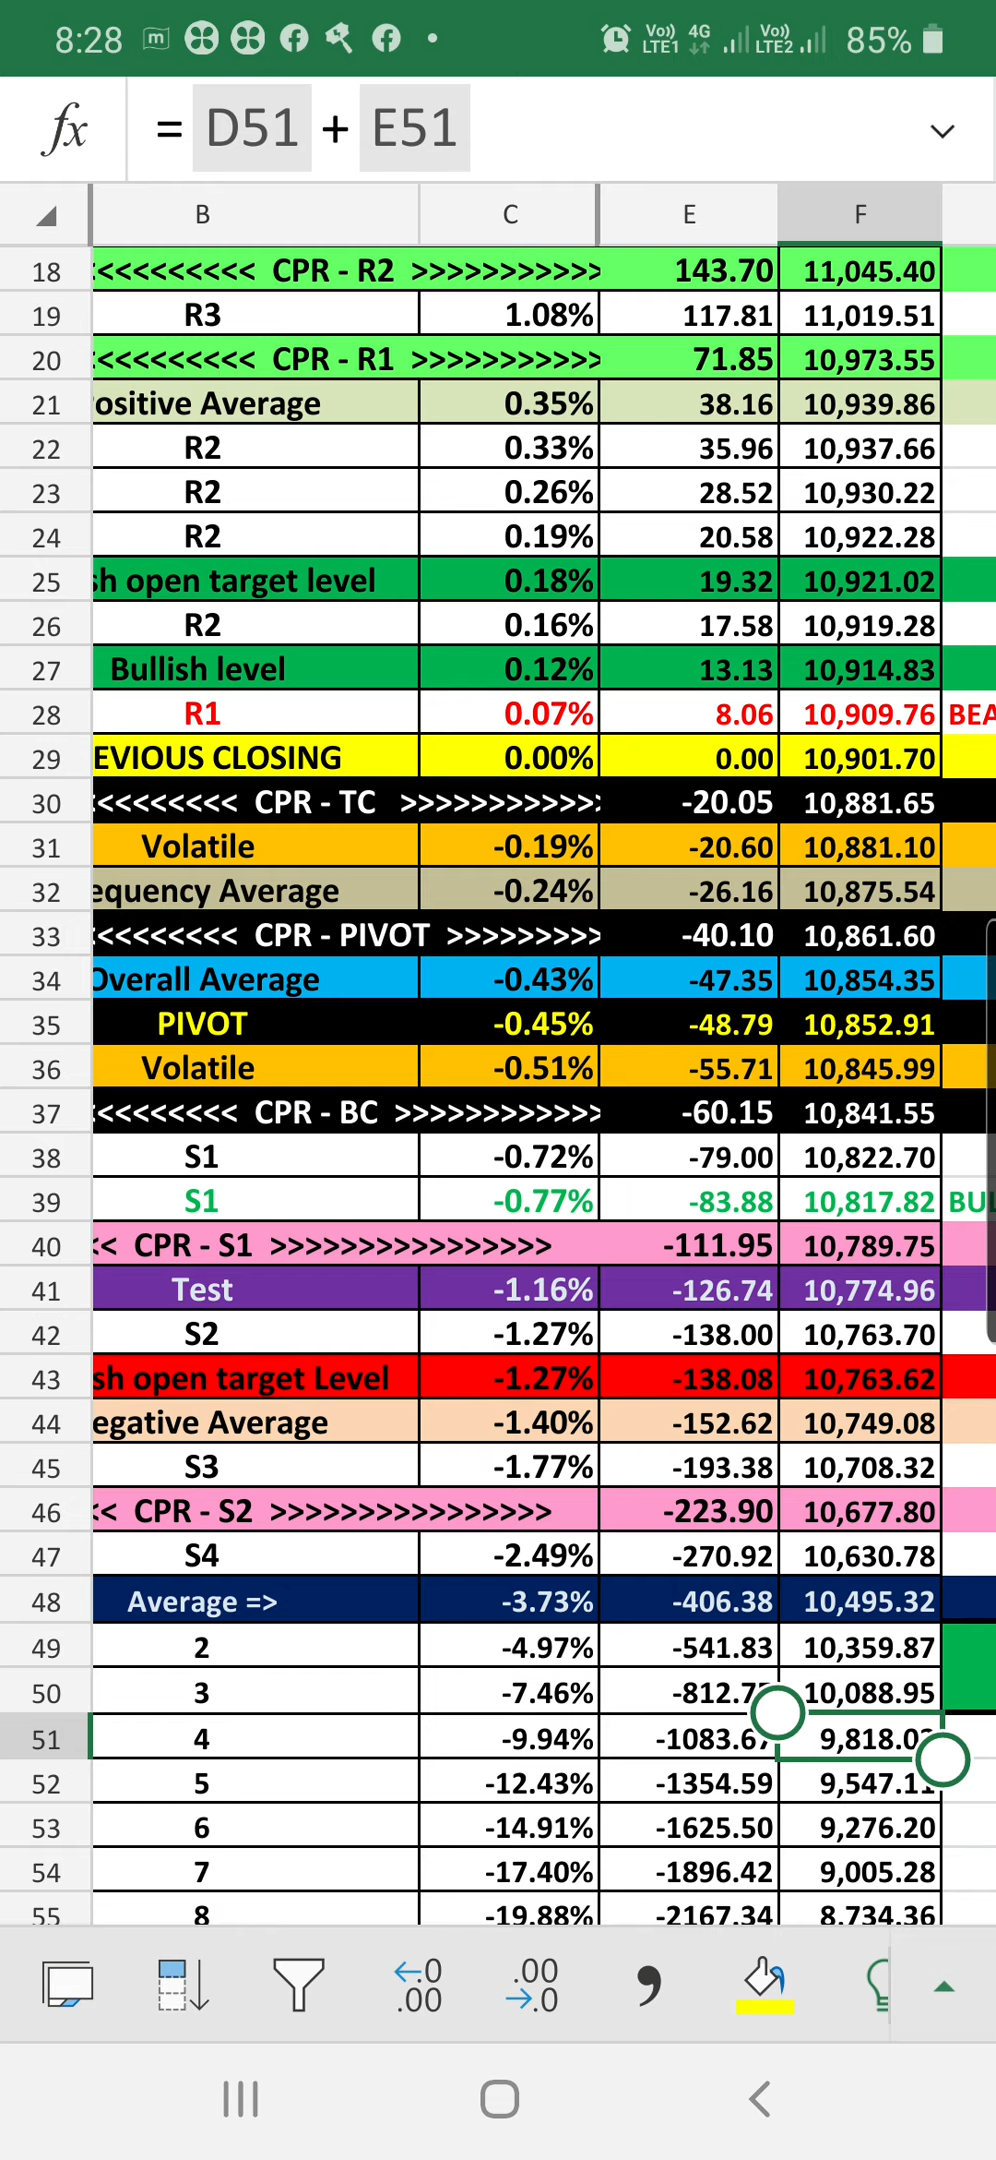 8:28 m Vo)) LTE1 4G Vo)) LTE2 85%
fx = D51 + E51
B C E F
18 <<<<<<<<< CPR - R2 >>>>>>>>>>> 143.70 11,045.40
19 R3 1.08% 117.81 11,019.51
20 <<<<<<<<< CPR - R1 >>>>>>>>>>> 71.85 10,973.55
21 ositive Average 0.35% 38.16 10,939.86
22 R2 0.33% 35.96 10,937.66
23 R2 0.26% 28.52 10,930.22
24 R2 0.19% 20.58 10,922.28
25 sh open target level 0.18% 19.32 10,921.02
26 R2 0.16% 17.58 10,919.28
27 Bullish level 0.12% 13.13 10,914.83
28 R1 0.07% 8.06 10,909.76 BEA
29 EVIOUS CLOSING 0.00% 0.00 10,901.70
30 <<<<<<<< CPR - TC >>>>>>>>>>> -20.05 10,881.65
31 Volatile -0.19% -20.60 10,881.10
32 equency Average -0.24% -26.16 10,875.54
33 <<<<<<<< CPR - PIVOT >>>>>>>>> -40.10 10,861.60
34 Overall Average -0.43% -47.35 10,854.35
35 PIVOT -0.45% -48.79 10,852.91
36 Volatile -0.51% -55.71 10,845.99
37 <<<<<<<< CPR - BC >>>>>>>>>>>> -60.15 10,841.55
38 S1 -0.72% -79.00 10,822.70
39 S1 -0.77% -83.88 10,817.82 BUL
40 << CPR - S1 >>>>>>>>>>>>>>>> -111.95 10,789.75
41 Test -1.16% -126.74 10,774.96
42 S2 -1.27% -138.00 10,763.70
43 sh open target Level -1.27% -138.08 10,763.62
44 egative Average -1.40% -152.62 10,749.08
45 S3 -1.77% -193.38 10,708.32
46 << CPR - S2 >>>>>>>>>>>>>>>> -223.90 10,677.80
47 S4 -2.49% -270.92 10,630.78
48 Average => -3.73% -406.38 10,495.32
49 2 -4.97% -541.83 10,359.87
50 3 -7.46% 10,088.95
51 4 -9.94% -1083.67
52 5 -12.43% -1354.59 9,547.11
53 6 -14.91% -1625.50 9,276.20
54 7 -17.40% -1896.42 9,005.28
55 8 -19.88% -2167.34 8,734.36
←.0 .00 .00 →.0 ,